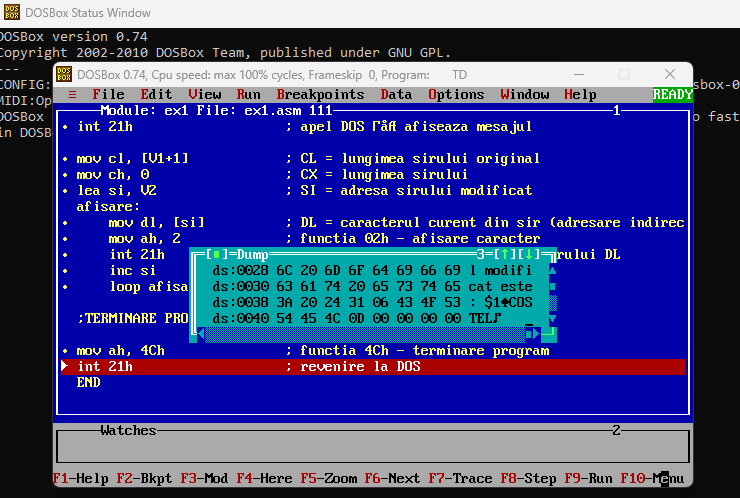 DOSBox Status Window
DOSBox version 0.74
Copyright 2002-2010 DOSBox Team, published under GNU GPL.
---
CONFIG:
sbox-0
MIDI:Op
DOSBox
o fast
in DOSB
DOSBox 0.74, Cpu speed: max 100% cycles, Frameskip 0, Program: TD
≡ File Edit View Run Breakpoints Data Options Window Help READY
Module: ex1 File: ex1.asm 111 1
int 21h ; apel DOS afiseaza mesajul
mov cl, [V1+1] ; CL = lungimea sirului original
mov ch, 0 ; CX = lungimea sirului
lea si, V2 ; SI = adresa sirului modificat
afisare:
mov dl, [si] ; DL = caracterul curent din sir (adresare indirec
mov ah, 2 ; functia 02h - afisare caracter
int 21h rului DL
inc si
loop afisa
;TERMINARE PRO
mov ah, 4Ch ; functia 4Ch - terminare program
int 21h ; revenire la DOS
END
[■]=Dump 3=[↑][↓]
ds:0028 6C 20 6D 6F 64 69 66 69 l modifi
ds:0030 63 61 74 20 65 73 74 65 cat este
ds:0038 3A 20 24 31 06 43 4F 53 : $1♠COS
ds:0040 54 45 4C 0D 00 00 00 00 TEL♪
Watches 2
F1-Help F2-Bkpt F3-Mod F4-Here F5-Zoom F6-Next F7-Trace F8-Step F9-Run F10-Menu